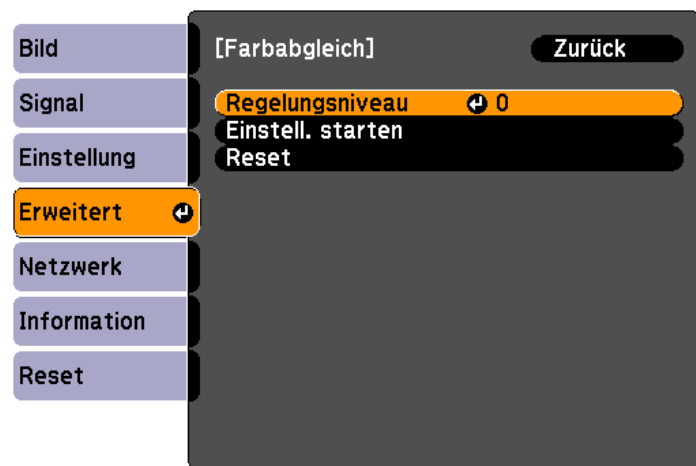 Bild
Signal
Einstellung
Erweitert
Netzwerk
Information
Reset
[Farbabgleich] Zurück
Regelungsniveau 0
Einstell. starten
Reset